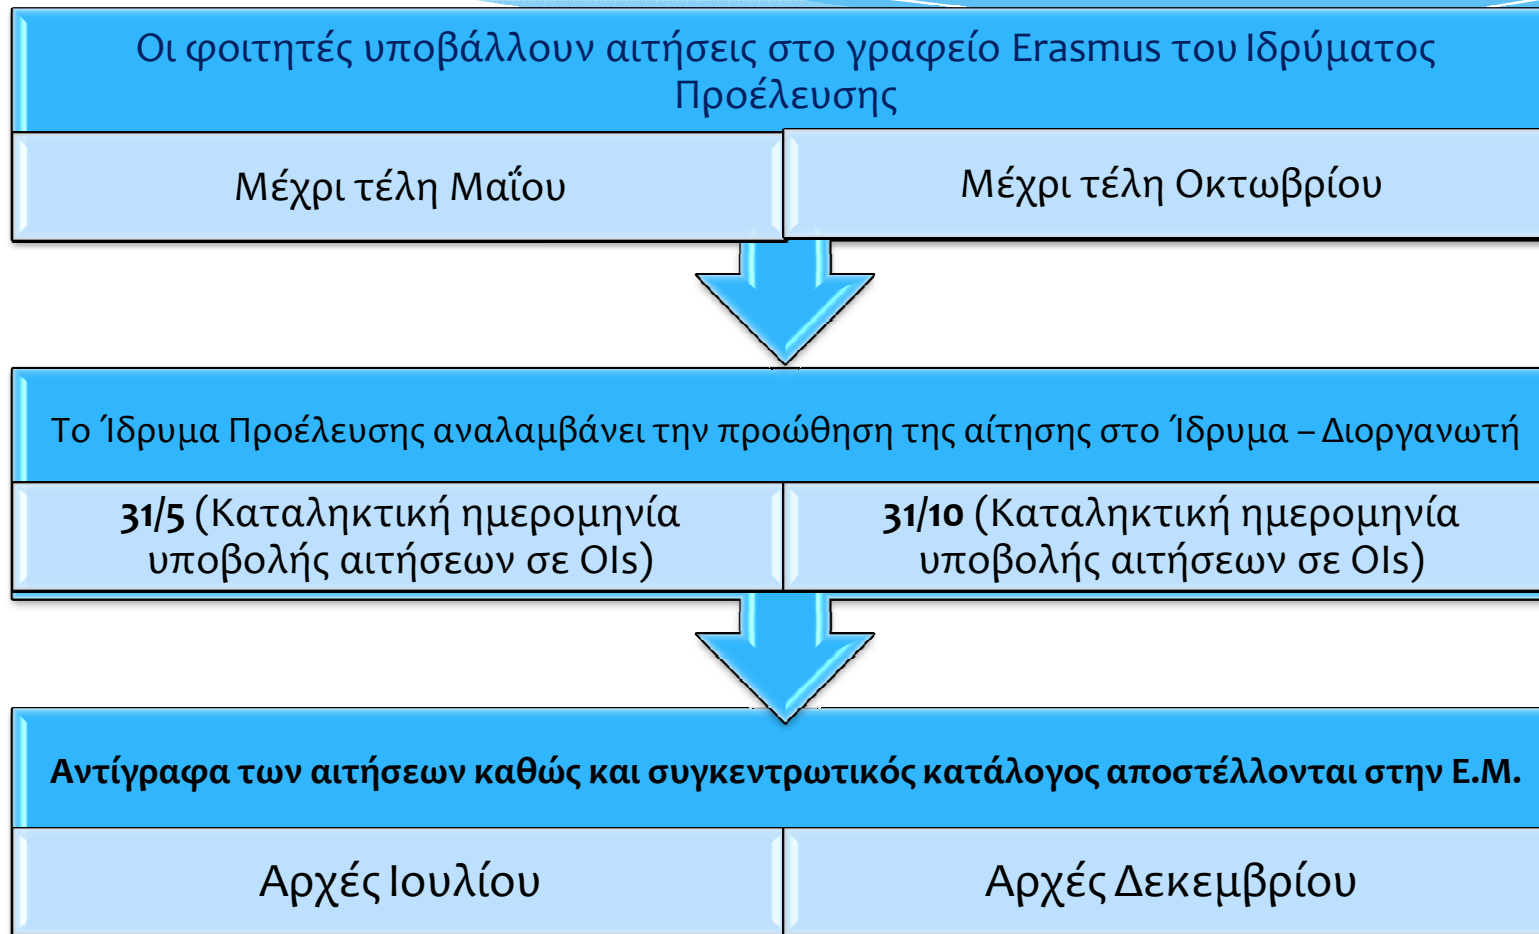 Οι φοιτητές υποβάλλουν αιτήσεις στο γραφείο Erasmus του Ιδρύματος
Προέλευσης
Μέχρι τέλη Μαΐου
Μέχρι τέλη Οκτωβρίου
Το Ίδρυμα Προέλευσης αναλαμβάνει την προώθηση της αίτησης στο Ίδρυμα – Διοργανωτή
31/5 (Καταληκτική ημερομηνία
υποβολής αιτήσεων σε OIs)
31/10 (Καταληκτική ημερομηνία
υποβολής αιτήσεων σε OIs)
Αντίγραφα των αιτήσεων καθώς και συγκεντρωτικός κατάλογος αποστέλλονται στην Ε.Μ.
Αρχές Ιουλίου
Αρχές Δεκεμβρίου